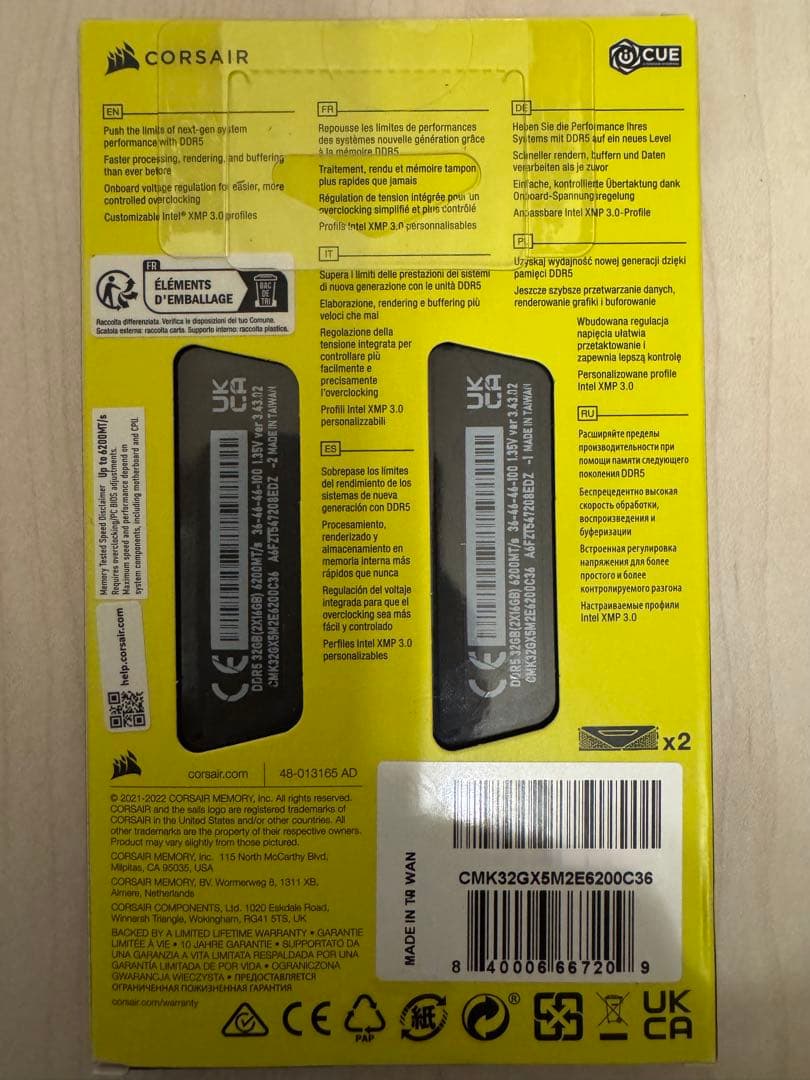 CORSAIR
iCUE
EN
Push the limits of next-gen system
performance with DDR5
Faster processing, rendering, and buffering
than ever before
Onboard voltage regulation for easier, more
controlled overclocking
Customizable Intel® XMP 3.0 profiles
FR
Repousse les limites de performances
des systèmes nouvelle génération grâce
à la mémoire DDR5
Traitement, rendu et mémoire tampon
plus rapides que jamais
Régulation de tension intégrée pour un
overclocking simplifié et plus contrôlé
Profils Intel XMP 3.0 personnalisables
DE
Heben Sie die Performance Ihres
Systems mit DDR5 auf ein neues Level
Schneller rendern, buffern und Daten
verarbeiten als je zuvor
Einfache, kontrollierte Übertaktung dank
Onboard-Spannungsregelung
Anpassbare Intel XMP 3.0-Profile
FR
ÉLÉMENTS
D'EMBALLAGE
BAC
DE
TRI
Raccolta differenziata. Verifica le disposizioni del tuo Comune.
Scatola esterna: raccolta carta. Supporto interno: raccolta plastica.
IT
Supera i limiti delle prestazioni dei sistemi
di nuova generazione con le unità DDR5
Elaborazione, rendering e buffering più
veloci che mai
Regolazione della
tensione integrata per
controllare più
facilmente e
precisamente
l'overclocking
Profili Intel XMP 3.0
personalizzabili
PL
Uzyskaj wydajność nowej generacji dzięki
pamięci DDR5
Jeszcze szybsze przetwarzanie danych,
renderowanie grafiki i buforowanie
Wbudowana regulacja
napięcia ułatwia
przetaktowanie i
zapewnia lepszą kontrolę
Personalizowane profile
Intel XMP 3.0
ES
Sobrepase los límites
del rendimiento de los
sistemas de nueva
generación con DDR5
Procesamiento,
renderizado y
almacenamiento en
memoria interna más
rápidos que nunca
Regulación del voltaje
integrada para que el
overclocking sea más
fácil y controlado
Perfiles Intel XMP 3.0
personalizables
RU
Расширяйте пределы
производительности при
помощи памяти следующего
поколения DDR5
Беспрецедентно высокая
скорость обработки,
воспроизведения и
буферизации
Встроенная регулировка
напряжения для более
простого и более
контролируемого разгона
Настраиваемые профили
Intel XMP 3.0
Memory Tested Speed Disclaimer Up to 6200MT/s
Requires overclocking/PC BIOS adjustments.
Maximum speed and performance depend on
system components, including motherboard and CPU.
help.corsair.com
UK
CA
CE
DDR5 32GB(2X16GB) 6200MT/s 36-46-46-100 1.35V ver 3.43.02
CMK32GX5M2E6200C36 A6FZT547208EDZ -2 MADE IN TAIWAN
UK
CA
CE
DDR5 32GB(2X16GB) 6200MT/s 36-46-46-100 1.35V ver 3.43.02
CMK32GX5M2E6200C36 A6FZT547208EDZ -1 MADE IN TAIWAN
x2
corsair.com
48-013165 AD
© 2021-2022 CORSAIR MEMORY, Inc. All rights reserved.
CORSAIR and the sails logo are registered trademarks of
CORSAIR in the United States and/or other countries. All
other trademarks are the property of their respective owners.
Product may vary slightly from those pictured.
CORSAIR MEMORY, Inc. 115 North McCarthy Blvd,
Milpitas, CA 95035, USA
CORSAIR MEMORY, BV. Wormerweg 8, 1311 XB,
Almere, Netherlands
CORSAIR COMPONENTS, Ltd. 1020 Eskdale Road,
Winnersh Triangle, Wokingham, RG41 5TS, UK
BACKED BY A LIMITED LIFETIME WARRANTY • GARANTIE
LIMITÉE À VIE • 10 JAHRE GARANTIE • SUPPORTATO DA
UNA GARANZIA A VITA LIMITATA RESPALDADA POR UNA
GARANTÍA LIMITADA DE POR VIDA • OGRANICZONA
GWARANCJA WIECZYSTA • ПРЕДОСТАВЛЯЕТСЯ
ОГРАНИЧЕННАЯ ПОЖИЗНЕННАЯ ГАРАНТИЯ
corsair.com/warranty
MADE IN TAIWAN
CMK32GX5M2E6200C36
8 40006 66720 9
CE
PAP
紙
®
UK
CA